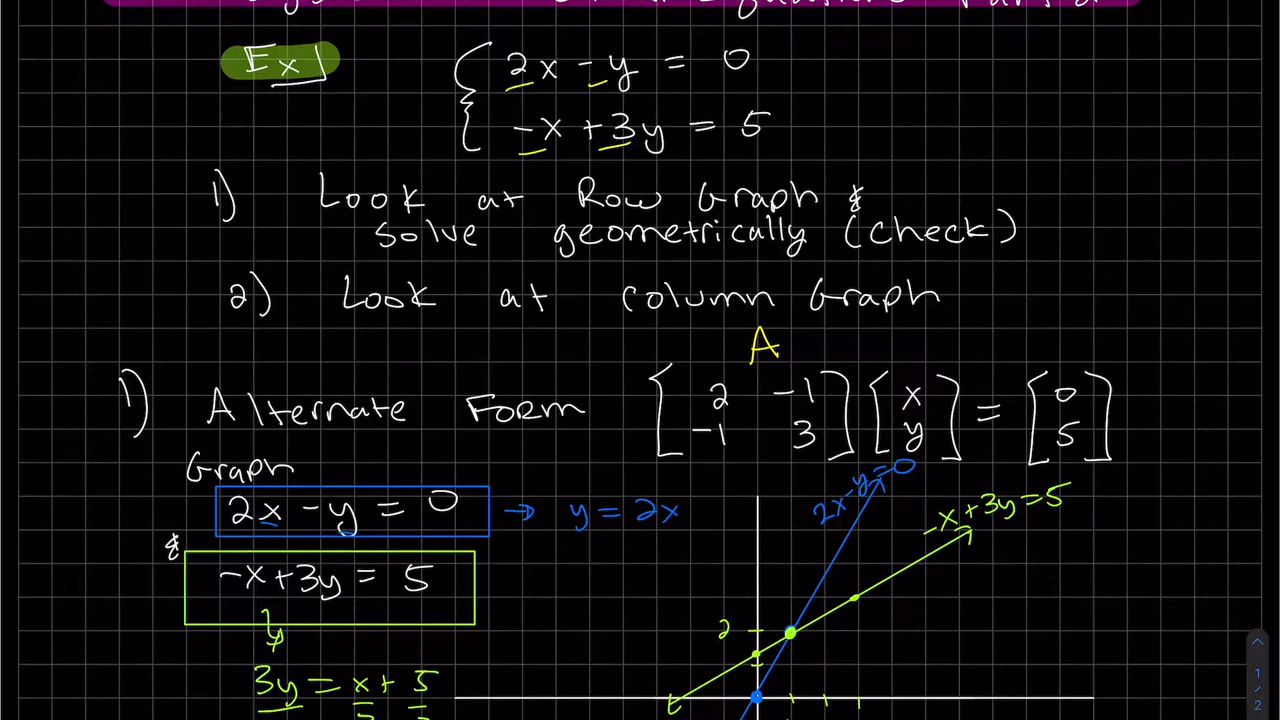 Ex
2x - y = 0
-x + 3y = 5
1) Look at Row Graph &
solve geometrically (check)
2) Look at column Graph
A
1) Alternate Form [2 -1 -1 3] [x y] = [0 5]
Graph
2x - y = 0 → y = 2x
2x-y=0
-x+3y=5
&
-x+3y = 5
2
3y = x + 5
1/2